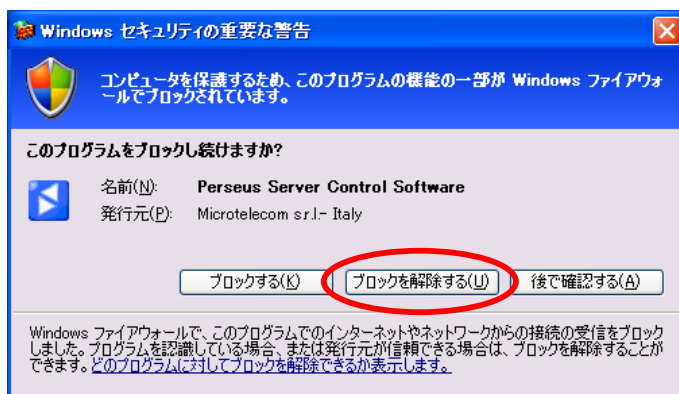 Windows セキュリティの重要な警告
コンピュータを保護するため、このプログラムの機能の一部が Windows ファイアウォ
ールでブロックされています。
このプログラムをブロックし続けますか?
名前(N): Perseus Server Control Software
発行元(P): Microtelecom s.r.l.- Italy
ブロックする(K) ブロックを解除する(U) 後で確認する(A)
Windows ファイアウォールで、このプログラムでのインターネットやネットワークからの接続の受信をブロック
しました。プログラムを認識している場合、または発行元が信頼できる場合は、ブロックを解除することが
できます。どのプログラムに対してブロックを解除できるか表示します。